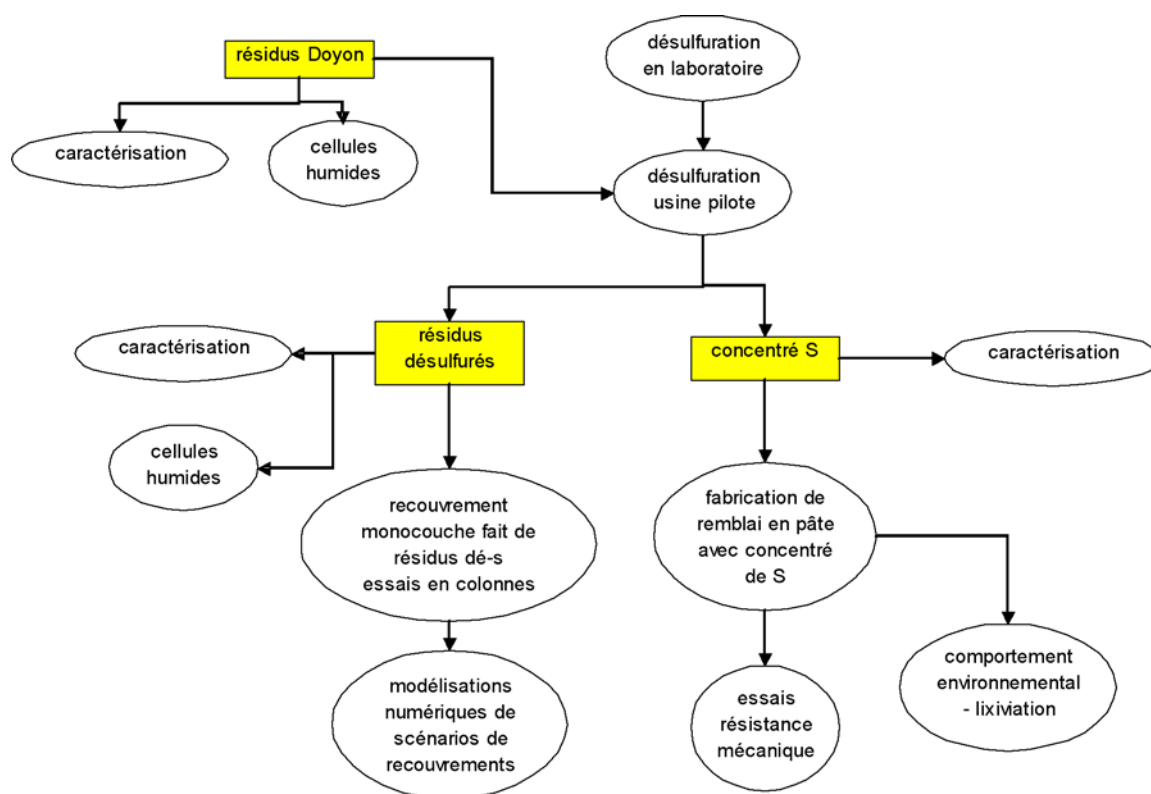 résidus Doyon
désulfuration
en laboratoire
caractérisation
cellules
humides
désulfuration
usine pilote
caractérisation
résidus
désulfurés
concentré S
caractérisation
cellules
humides
recouvrement
monocouche fait de
résidus dé-s
essais en colonnes
fabrication de
remblai en pâte
avec concentré
de S
modélisations
numériques de
scénarios de
recouvrements
essais
résistance
mécanique
comportement
environnemental
- lixiviation